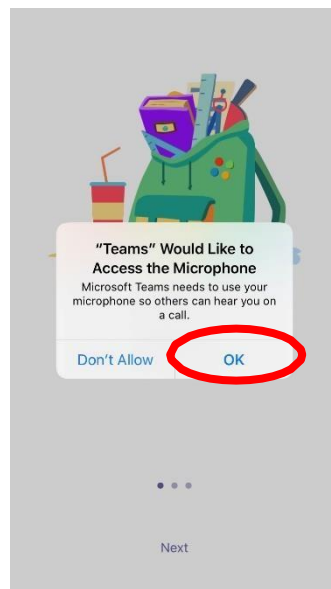 “Teams” Would Like to
Access the Microphone
Microsoft Teams needs to use your
microphone so others can hear you on
a call.
Don’t Allow
OK
Next